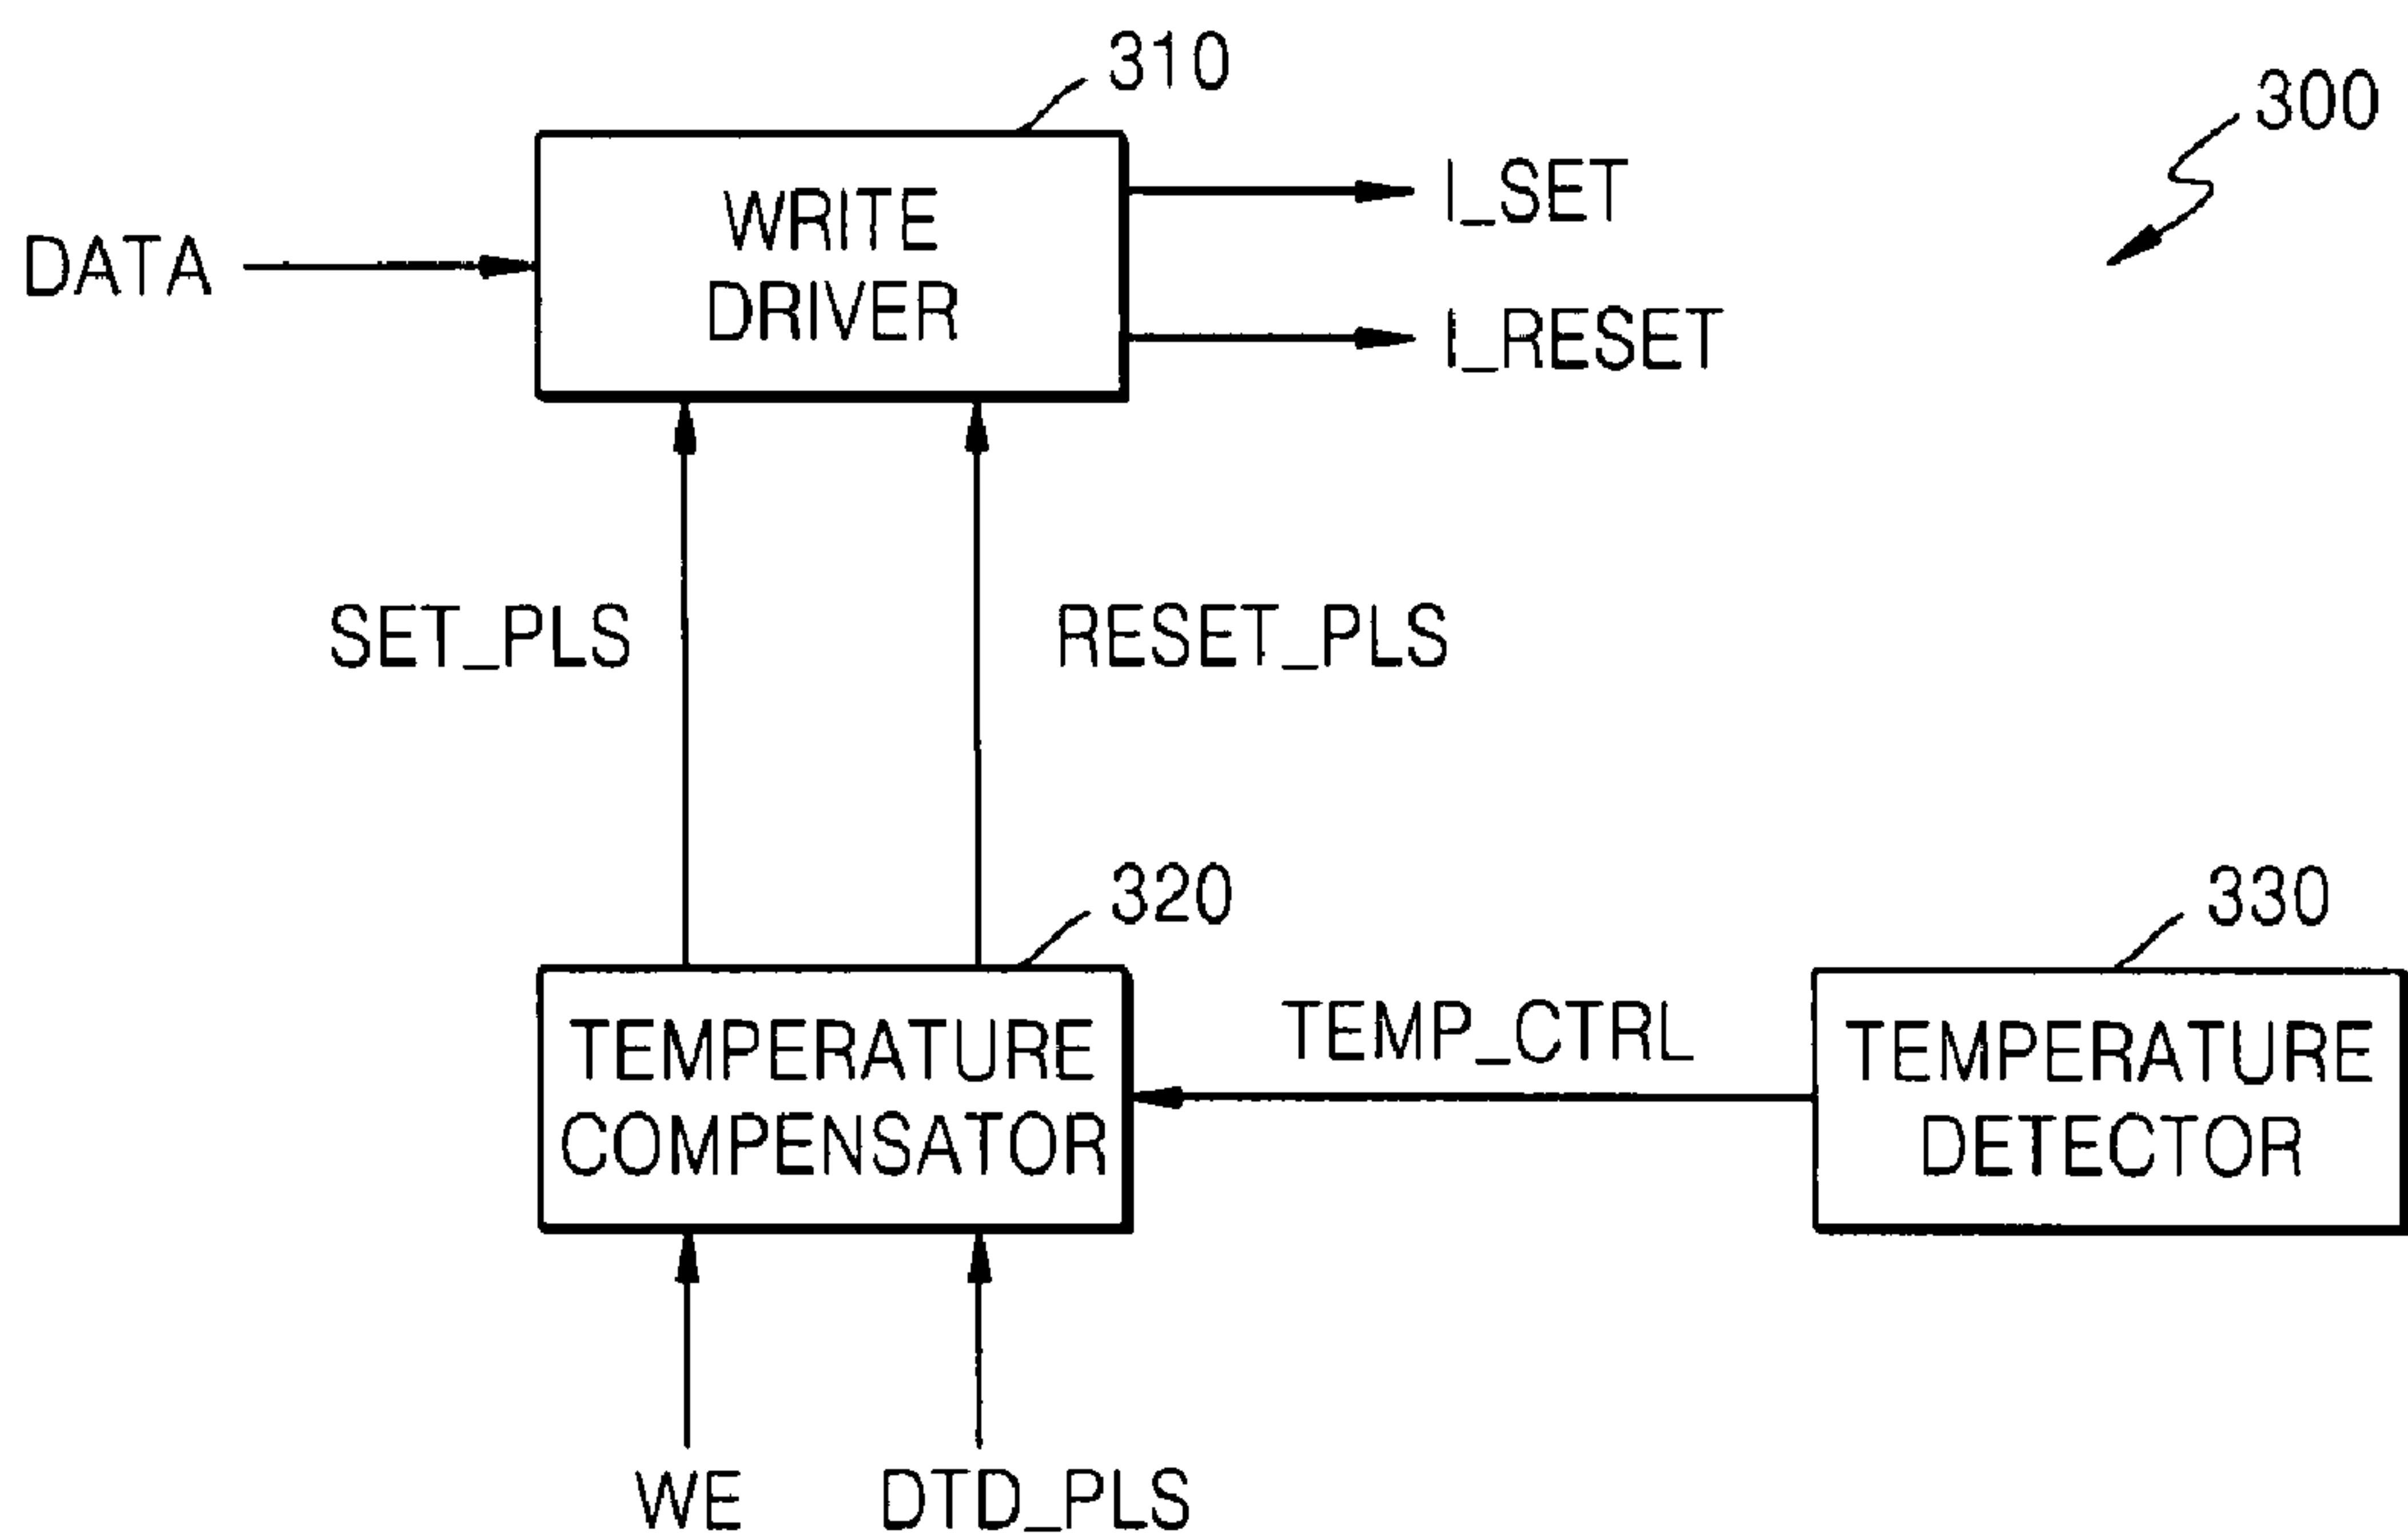 310
300
WRITE
DRIVER
DATA
I_SET
I_RESET
SET_PLS
RESET_PLS
320
330
TEMPERATURE
COMPENSATOR
TEMP_CTRL
TEMPERATURE
DETECTOR
WE
DTD_PLS